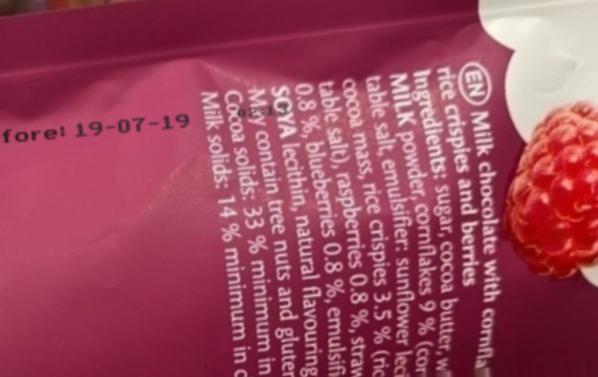 fore: 19-07-19
EN Milk chocolate with cornfla
rice crispies and berries
Ingredients: sugar, cocoa butter, w
MILK powder, cornflakes 9 % (cor
table salt, emulsifier: sunflower leci
cocoa mass, rice crispies 3.5 % (ric
table salt), raspberries 0.8 %, straw
0.8 %, blueberries 0.8 %, emulsifi
SOYA lecithin, natural flavouring
May contain tree nuts and gluten
Cocoa solids: 33 % minimum in
Milk solids: 14 % minimum in c